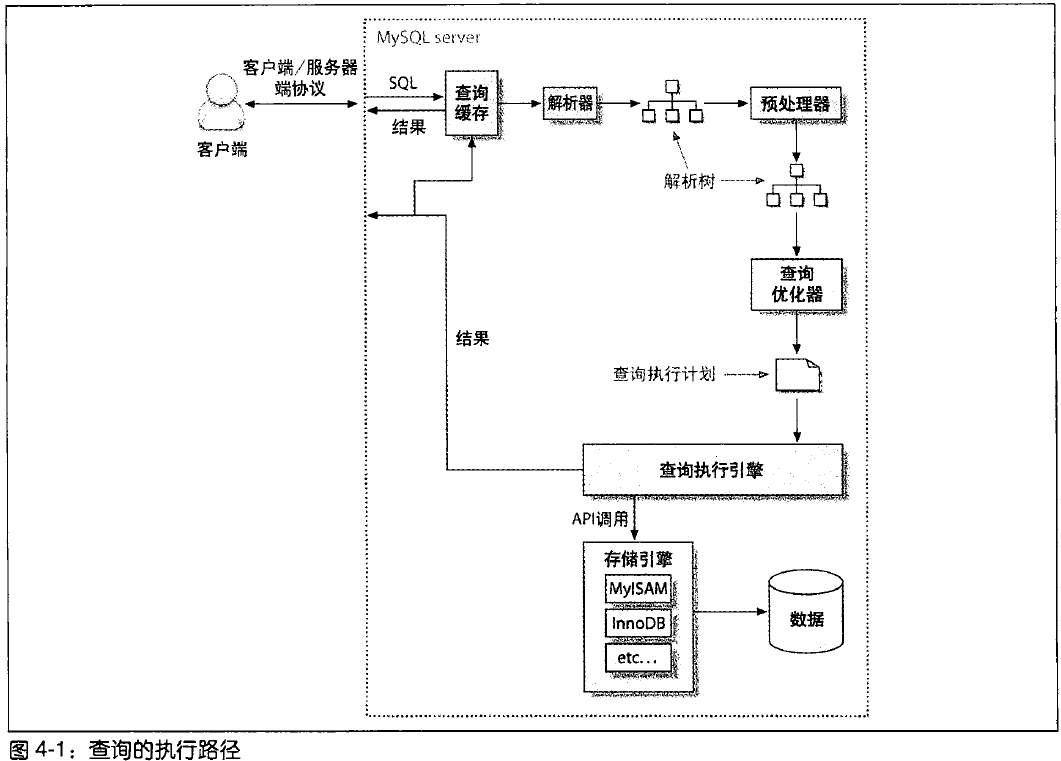 MySQL server
客户端／服务器
端协议
客户端
SQL
结果
查询
缓存
解析器
预处理器
解析树
查询
优化器
结果
查询执行计划
查询执行引擎
API调用
存储引擎
MyISAM
InnoDB
etc...
数据
图 4-1：查询的执行路径